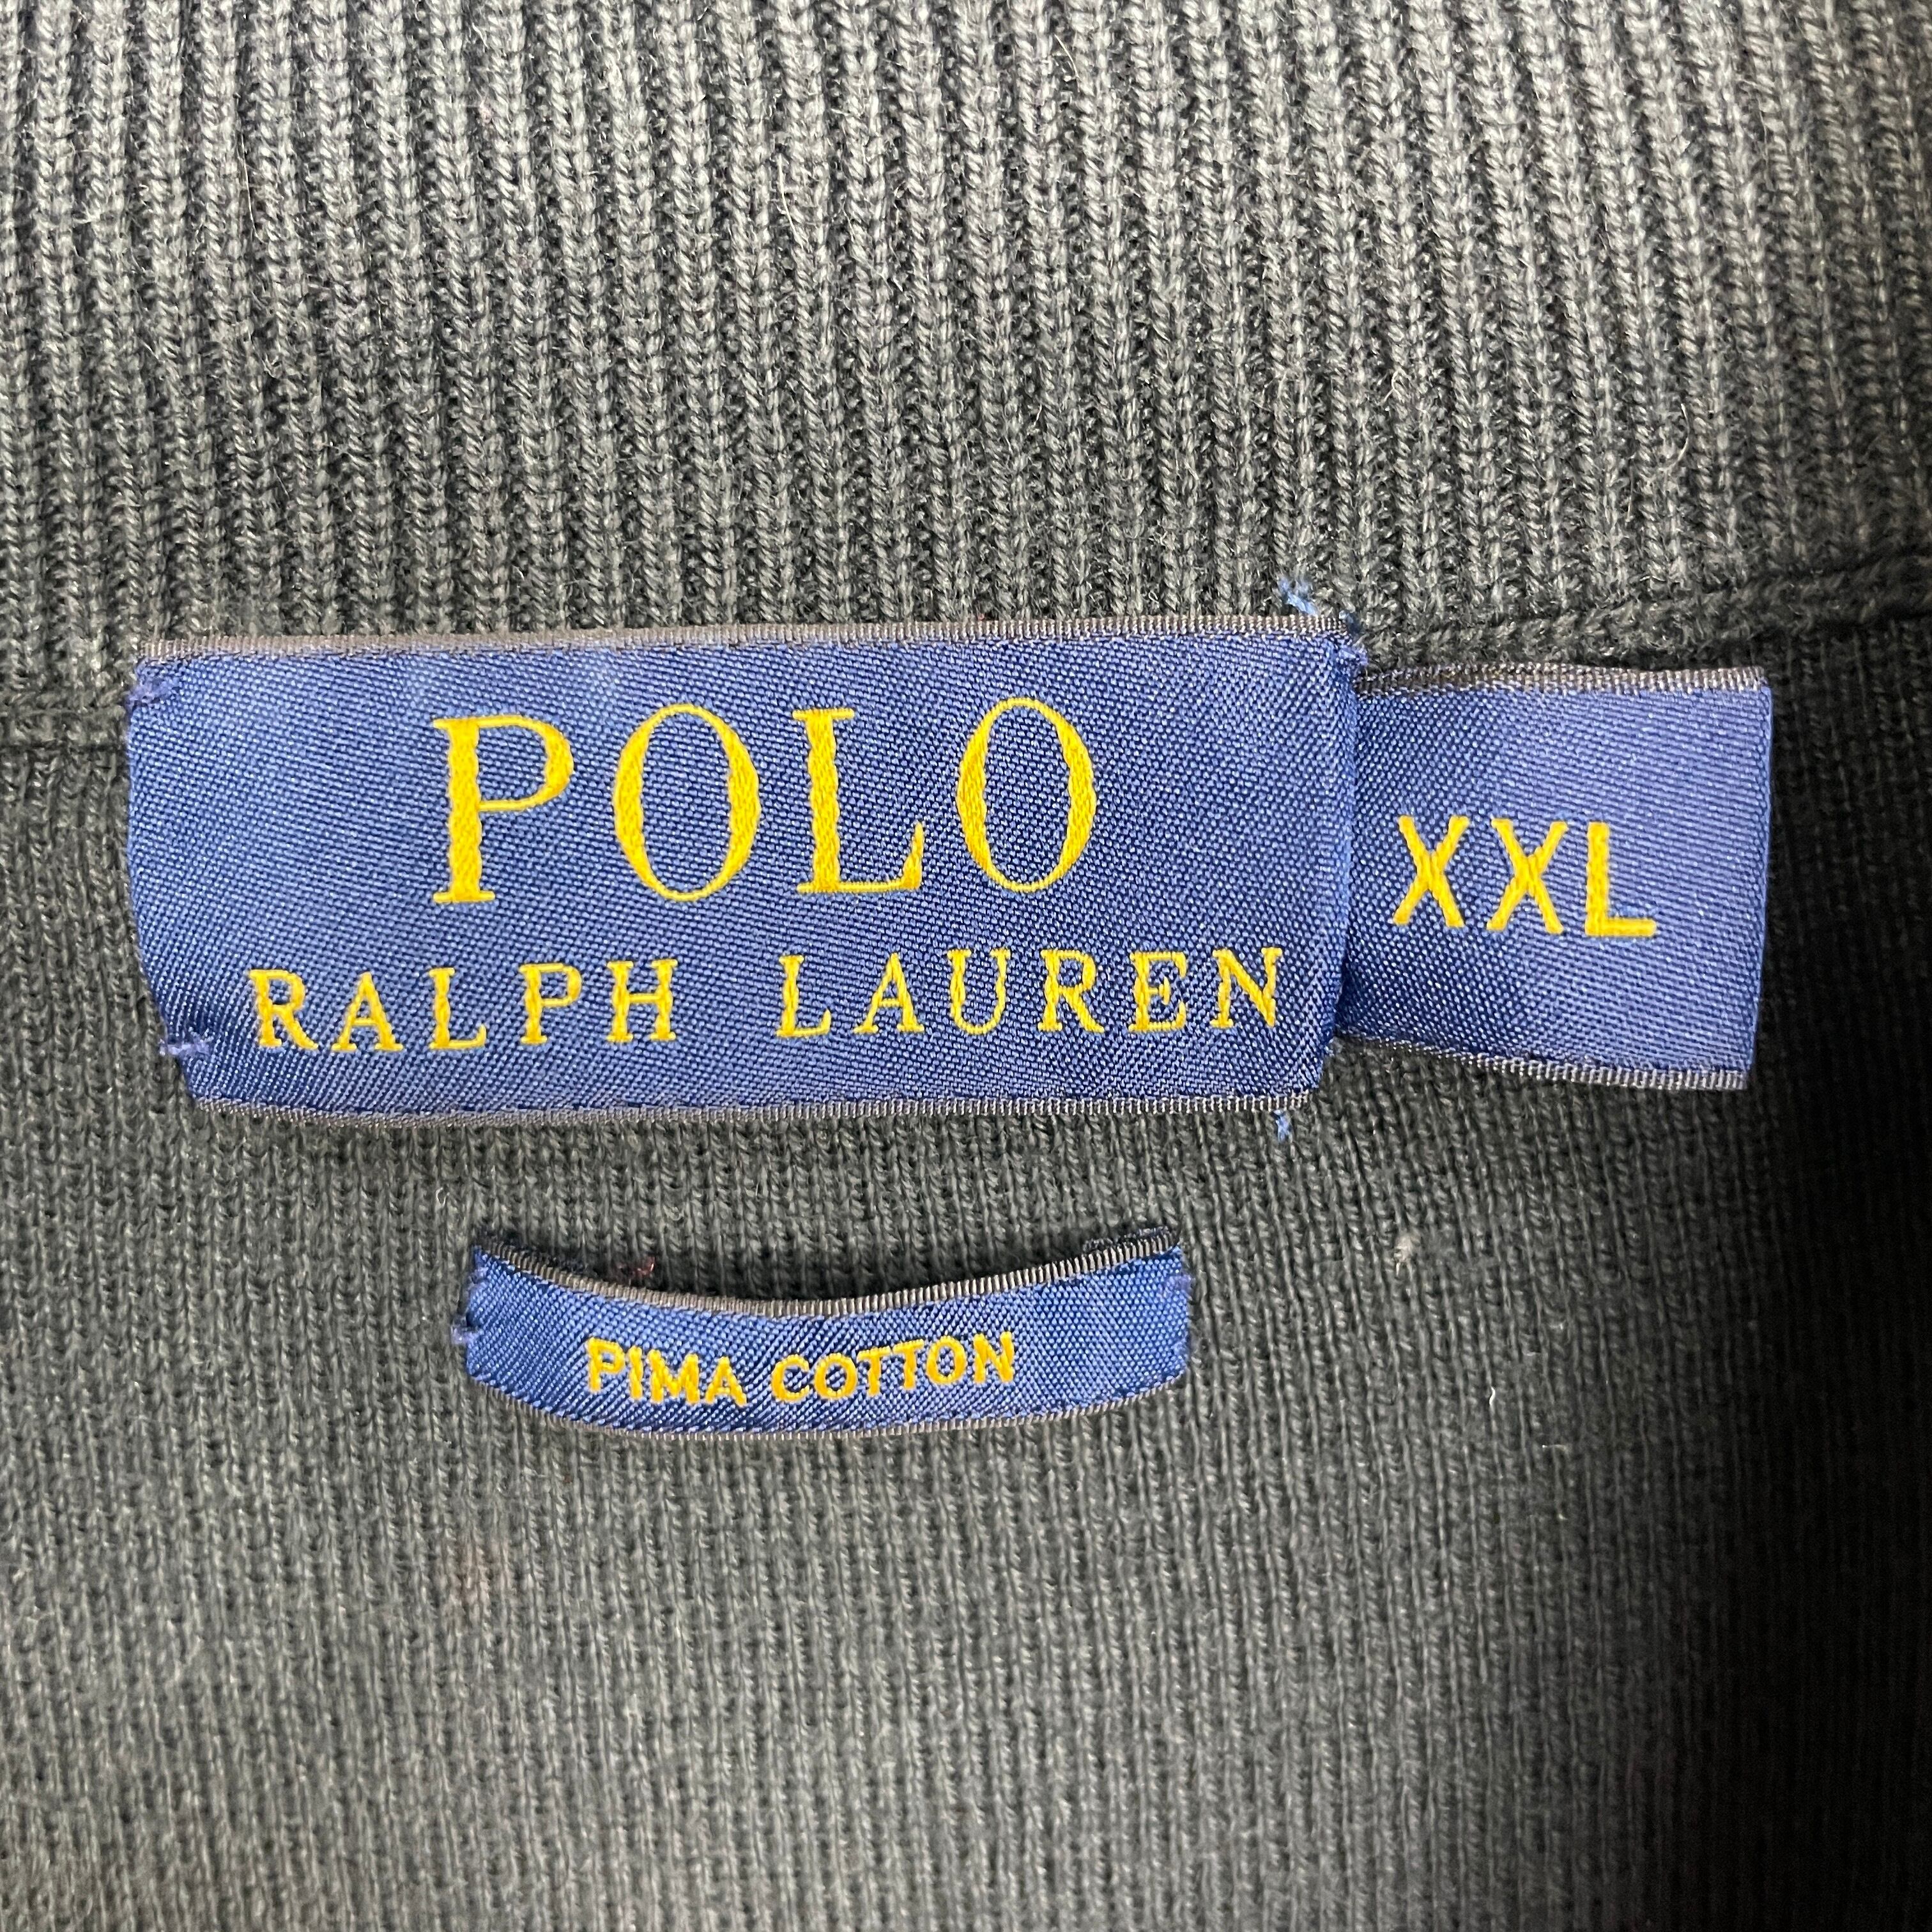 POLO
RALPH LAUREN
XXL
PIMA COTTON